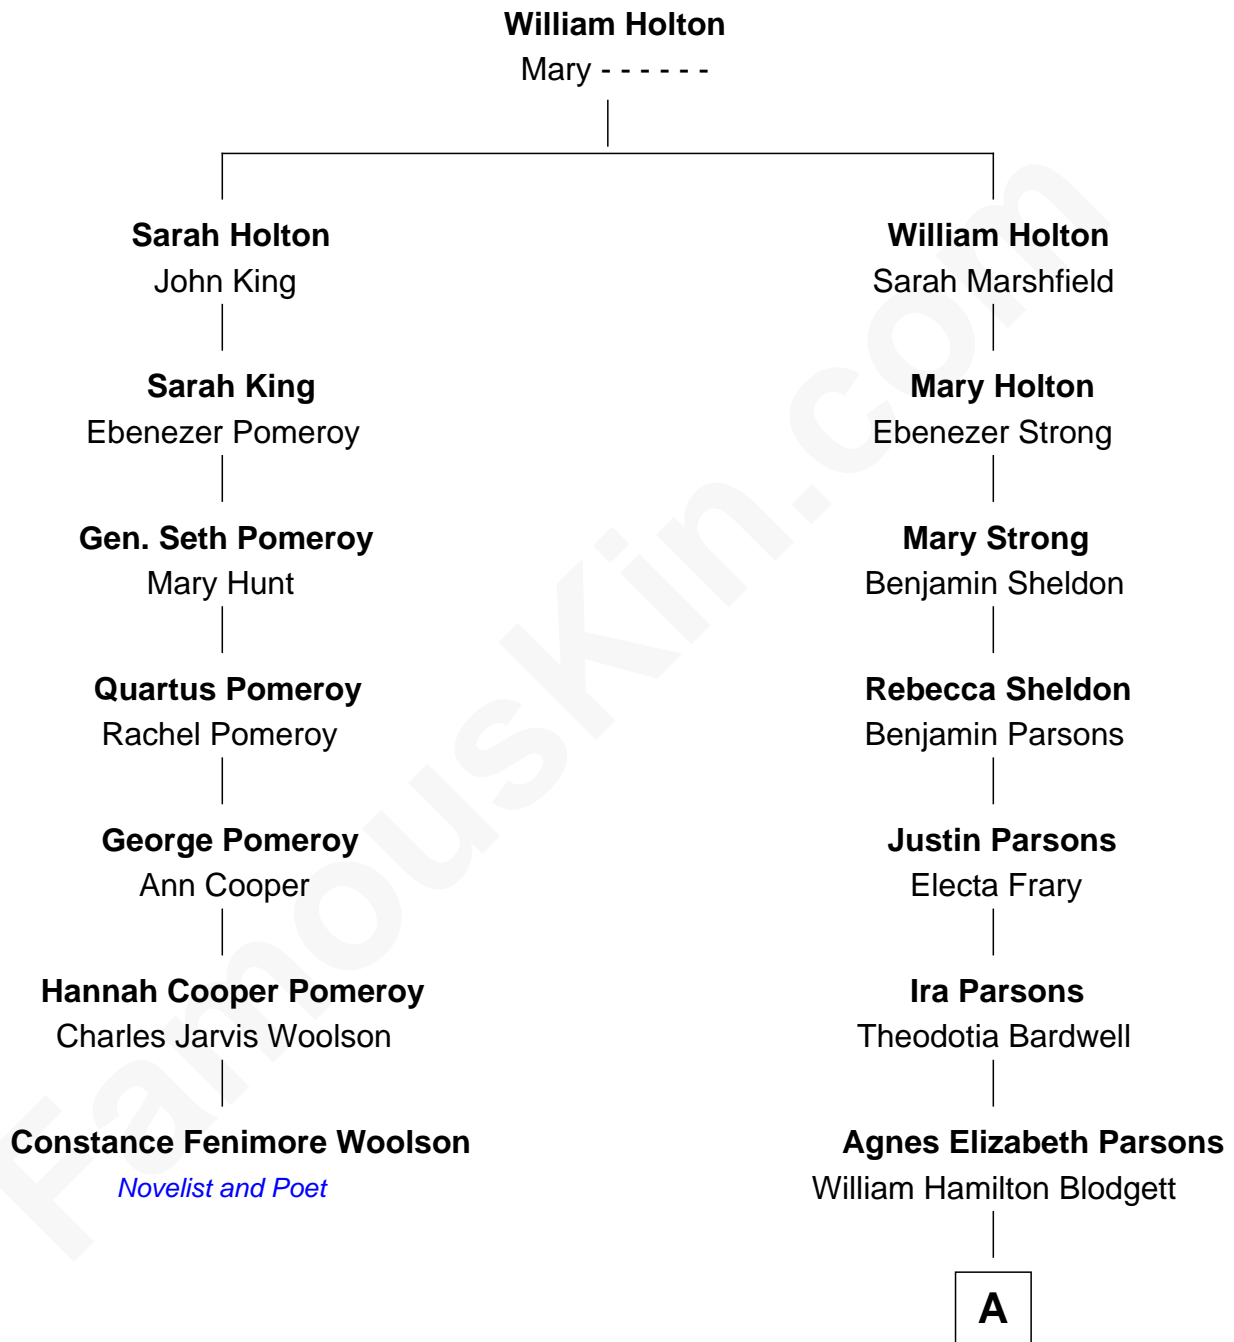 William Holton
Mary - - - - - -
Sarah Holton
John King
William Holton
Sarah Marshfield
Sarah King
Ebenezer Pomeroy
Mary Holton
Ebenezer Strong
Gen. Seth Pomeroy
Mary Hunt
Mary Strong
Benjamin Sheldon
Quartus Pomeroy
Rachel Pomeroy
Rebecca Sheldon
Benjamin Parsons
George Pomeroy
Ann Cooper
Justin Parsons
Electa Frary
Hannah Cooper Pomeroy
Charles Jarvis Woolson
Ira Parsons
Theodotia Bardwell
Constance Fenimore Woolson
Novelist and Poet
Agnes Elizabeth Parsons
William Hamilton Blodgett
A
FamousKin.com